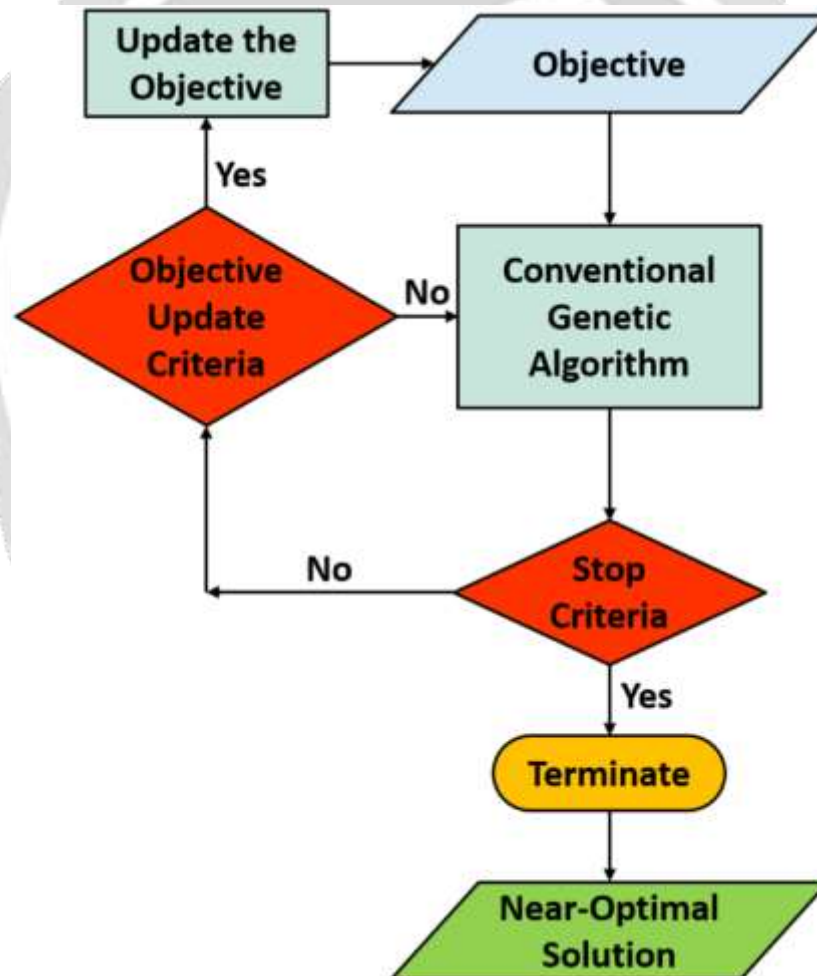 Update the
Objective
Objective
Yes
Objective
Update
Criteria
No
Conventional
Genetic
Algorithm
No
Stop
Criteria
Yes
Terminate
Near-Optimal
Solution